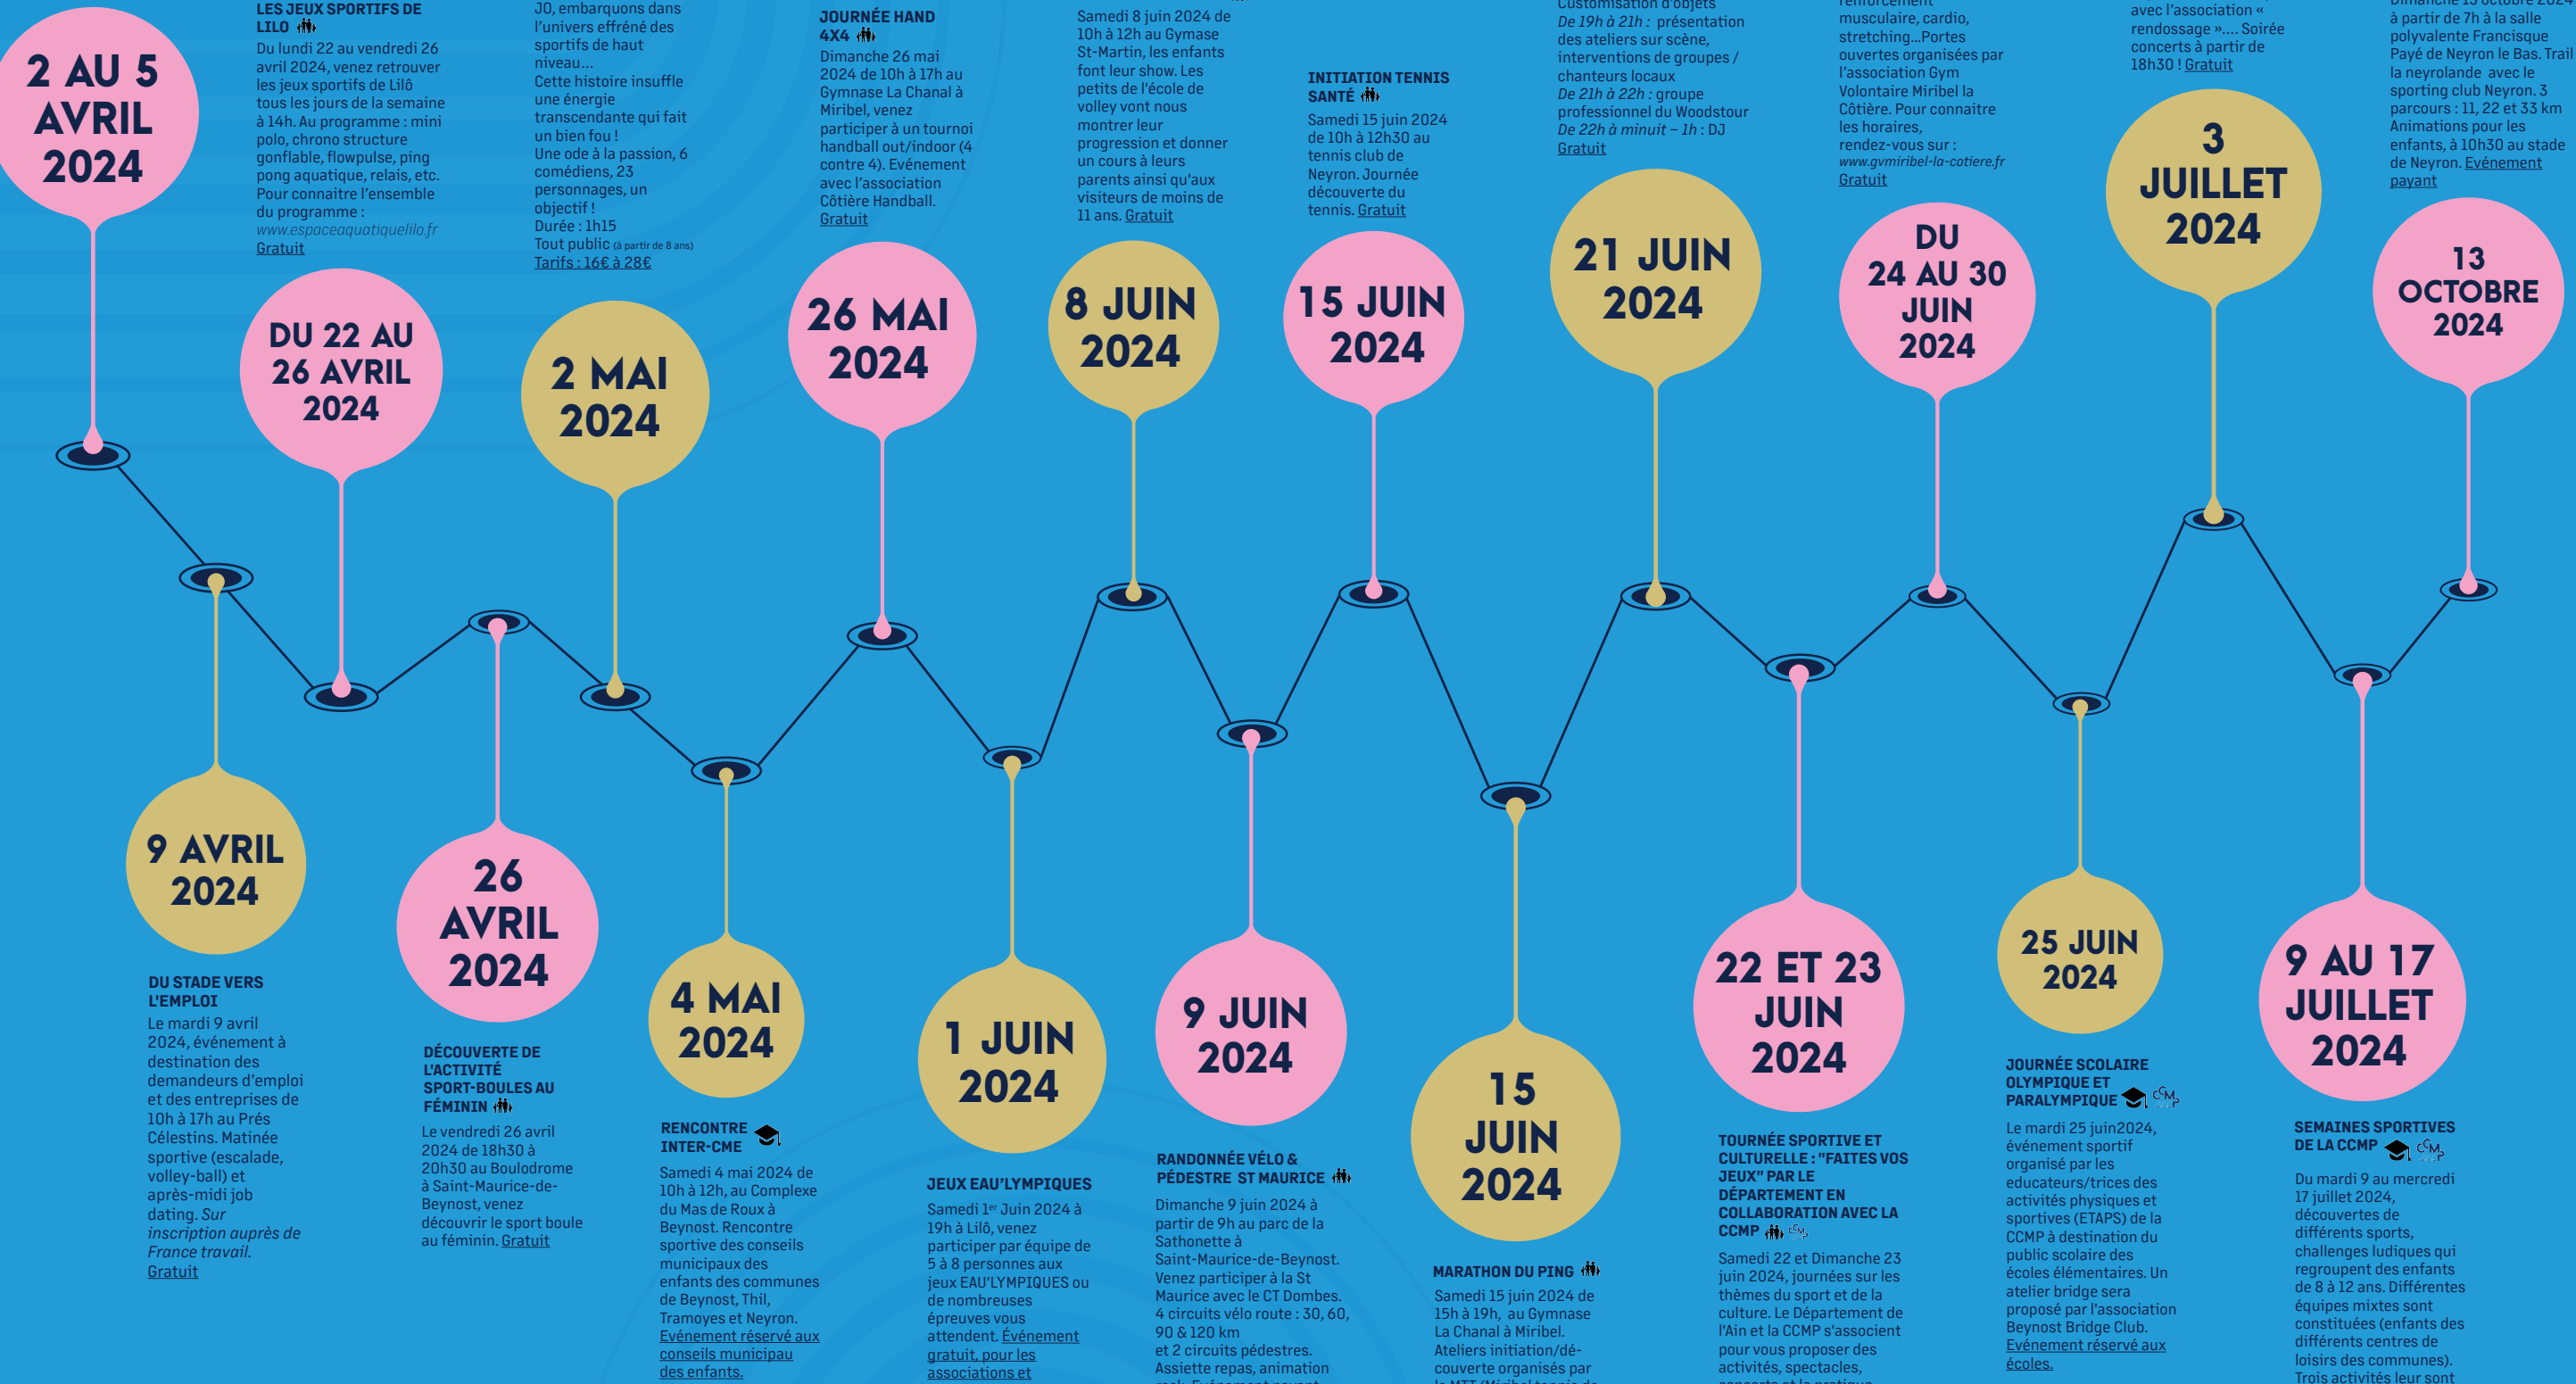 2 AU 5
AVRIL
2024
LES JEUX SPORTIFS DE
LILO
Du lundi 22 au vendredi 26
avril 2024, venez retrouver
les jeux sportifs de Lilô
tous les jours de la semaine
à 14h. Au programme : mini
polo, chrono structure
gonflable, flowpulse, ping
pong aquatique, relais, etc.
Pour connaitre l'ensemble
du programme :
www.espaceaquatiquelilo.fr
Gratuit
DU 22 AU
26 AVRIL
2024
JO, embarquons dans
l'univers effréné des
sportifs de haut
niveau…
Cette histoire insuffle
une énergie
transcendante qui fait
un bien fou !
Une ode à la passion, 6
comédiens, 23
personnages, un
objectif !
Durée : 1h15
Tout public (à partir de 8 ans)
Tarifs : 16€ à 28€
2 MAI
2024
JOURNÉE HAND
4X4
Dimanche 26 mai
2024 de 10h à 17h au
Gymnase La Chanal à
Miribel, venez
participer à un tournoi
handball out/indoor (4
contre 4). Evénement
avec l'association
Côtière Handball.
Gratuit
26 MAI
2024
Samedi 8 juin 2024 de
10h à 12h au Gymase
St-Martin, les enfants
font leur show. Les
petits de l'école de
volley vont nous
montrer leur
progression et donner
un cours à leurs
parents ainsi qu'aux
visiteurs de moins de
11 ans. Gratuit
8 JUIN
2024
INITIATION TENNIS
SANTÉ
Samedi 15 juin 2024
de 10h à 12h30 au
tennis club de
Neyron. Journée
découverte du
tennis. Gratuit
15 JUIN
2024
Customisation d'objets
De 19h à 21h : présentation
des ateliers sur scène,
interventions de groupes /
chanteurs locaux
De 21h à 22h : groupe
professionnel du Woodstour
De 22h à minuit – 1h : DJ
Gratuit
21 JUIN
2024
renforcement
musculaire, cardio,
stretching…Portes
ouvertes organisées par
l'association Gym
Volontaire Miribel la
Côtière. Pour connaitre
les horaires,
rendez-vous sur :
www.gvmiribel-la-cotiere.fr
Gratuit
DU
24 AU 30
JUIN
2024
avec l'association «
rendossage ».… Soirée
concerts à partir de
18h30 ! Gratuit
3
JUILLET
2024
Dimanche 13 octobre 2024
à partir de 7h à la salle
polyvalente Francisque
Payé de Neyron le Bas. Trail
la neyrolande avec le
sporting club Neyron. 3
parcours : 11, 22 et 33 km
Animations pour les
enfants, à 10h30 au stade
de Neyron. Evénement
payant
13
OCTOBRE
2024
9 AVRIL
2024
DU STADE VERS
L'EMPLOI
Le mardi 9 avril
2024, événement à
destination des
demandeurs d'emploi
et des entreprises de
10h à 17h au Prés
Célestins. Matinée
sportive (escalade,
volley-ball) et
après-midi job
dating. Sur
inscription auprès de
France travail.
Gratuit
26
AVRIL
2024
DÉCOUVERTE DE
L'ACTIVITÉ
SPORT-BOULES AU
FÉMININ
Le vendredi 26 avril
2024 de 18h30 à
20h30 au Boulodrome
à Saint-Maurice-de-
Beynost, venez
découvrir le sport boule
au féminin. Gratuit
4 MAI
2024
RENCONTRE
INTER-CME
Samedi 4 mai 2024 de
10h à 12h, au Complexe
du Mas de Roux à
Beynost. Rencontre
sportive des conseils
municipaux des
enfants des communes
de Beynost, Thil,
Tramoyes et Neyron.
Evénement réservé aux
conseils municipau
des enfants.
1 JUIN
2024
JEUX EAU'LYMPIQUES
Samedi 1er Juin 2024 à
19h à Lilô, venez
participer par équipe de
5 à 8 personnes aux
jeux EAU'LYMPIQUES ou
de nombreuses
épreuves vous
attendent. Événement
gratuit, pour les
associations et
9 JUIN
2024
RANDONNÉE VÉLO &
PÉDESTRE ST MAURICE
Dimanche 9 juin 2024 à
partir de 9h au parc de la
Sathonette à
Saint-Maurice-de-Beynost.
Venez participer à la St
Maurice avec le CT Dombes.
4 circuits vélo route : 30, 60,
90 & 120 km
et 2 circuits pédestres.
Assiette repas, animation
15
JUIN
2024
MARATHON DU PING
Samedi 15 juin 2024 de
15h à 19h, au Gymnase
La Chanal à Miribel.
Ateliers initiation/dé-
couverte organisés par
22 ET 23
JUIN
2024
TOURNÉE SPORTIVE ET
CULTURELLE : "FAITES VOS
JEUX" PAR LE
DÉPARTEMENT EN
COLLABORATION AVEC LA
CCMP CCMP
Samedi 22 et Dimanche 23
juin 2024, journées sur les
thèmes du sport et de la
culture. Le Département de
l'Ain et la CCMP s'associent
pour vous proposer des
activités, spectacles,
25 JUIN
2024
JOURNÉE SCOLAIRE
OLYMPIQUE ET
PARALYMPIQUE CCMP
Le mardi 25 juin2024,
événement sportif
organisé par les
educateurs/trices des
activités physiques et
sportives (ETAPS) de la
CCMP à destination du
public scolaire des
écoles élémentaires. Un
atelier bridge sera
proposé par l'association
Beynost Bridge Club.
Evenement réservé aux
écoles.
9 AU 17
JUILLET
2024
SEMAINES SPORTIVES
DE LA CCMP CCMP
Du mardi 9 au mercredi
17 juillet 2024,
découvertes de
différents sports,
challenges ludiques qui
regroupent des enfants
de 8 à 12 ans. Différentes
équipes mixtes sont
constituées (enfants des
différents centres de
loisirs des communes).
Trois activités leur sont